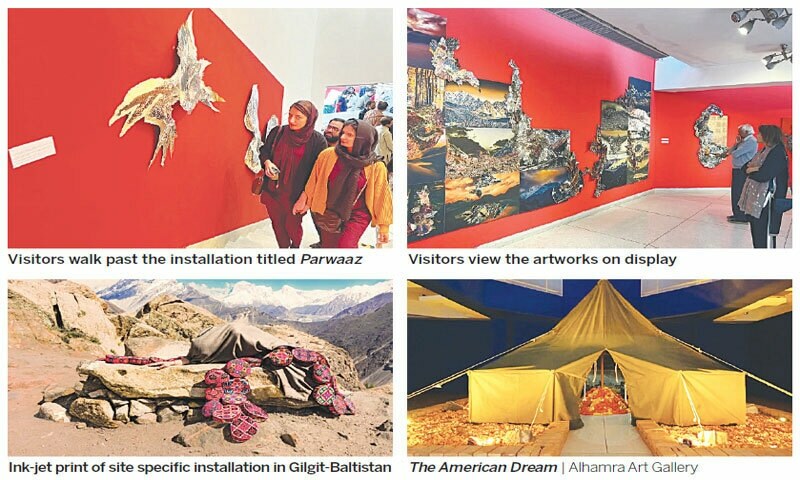 Visitors walk past the installation titled Parwaaz
Visitors view the artworks on display
Ink-jet print of site specific installation in Gilgit-Baltistan
The American Dream | Alhamra Art Gallery